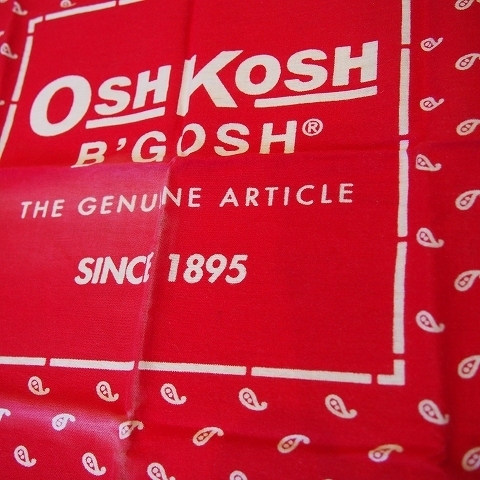 OSHKOSH
B'GOSH®
THE GENUINE ARTICLE
SINCE 1895